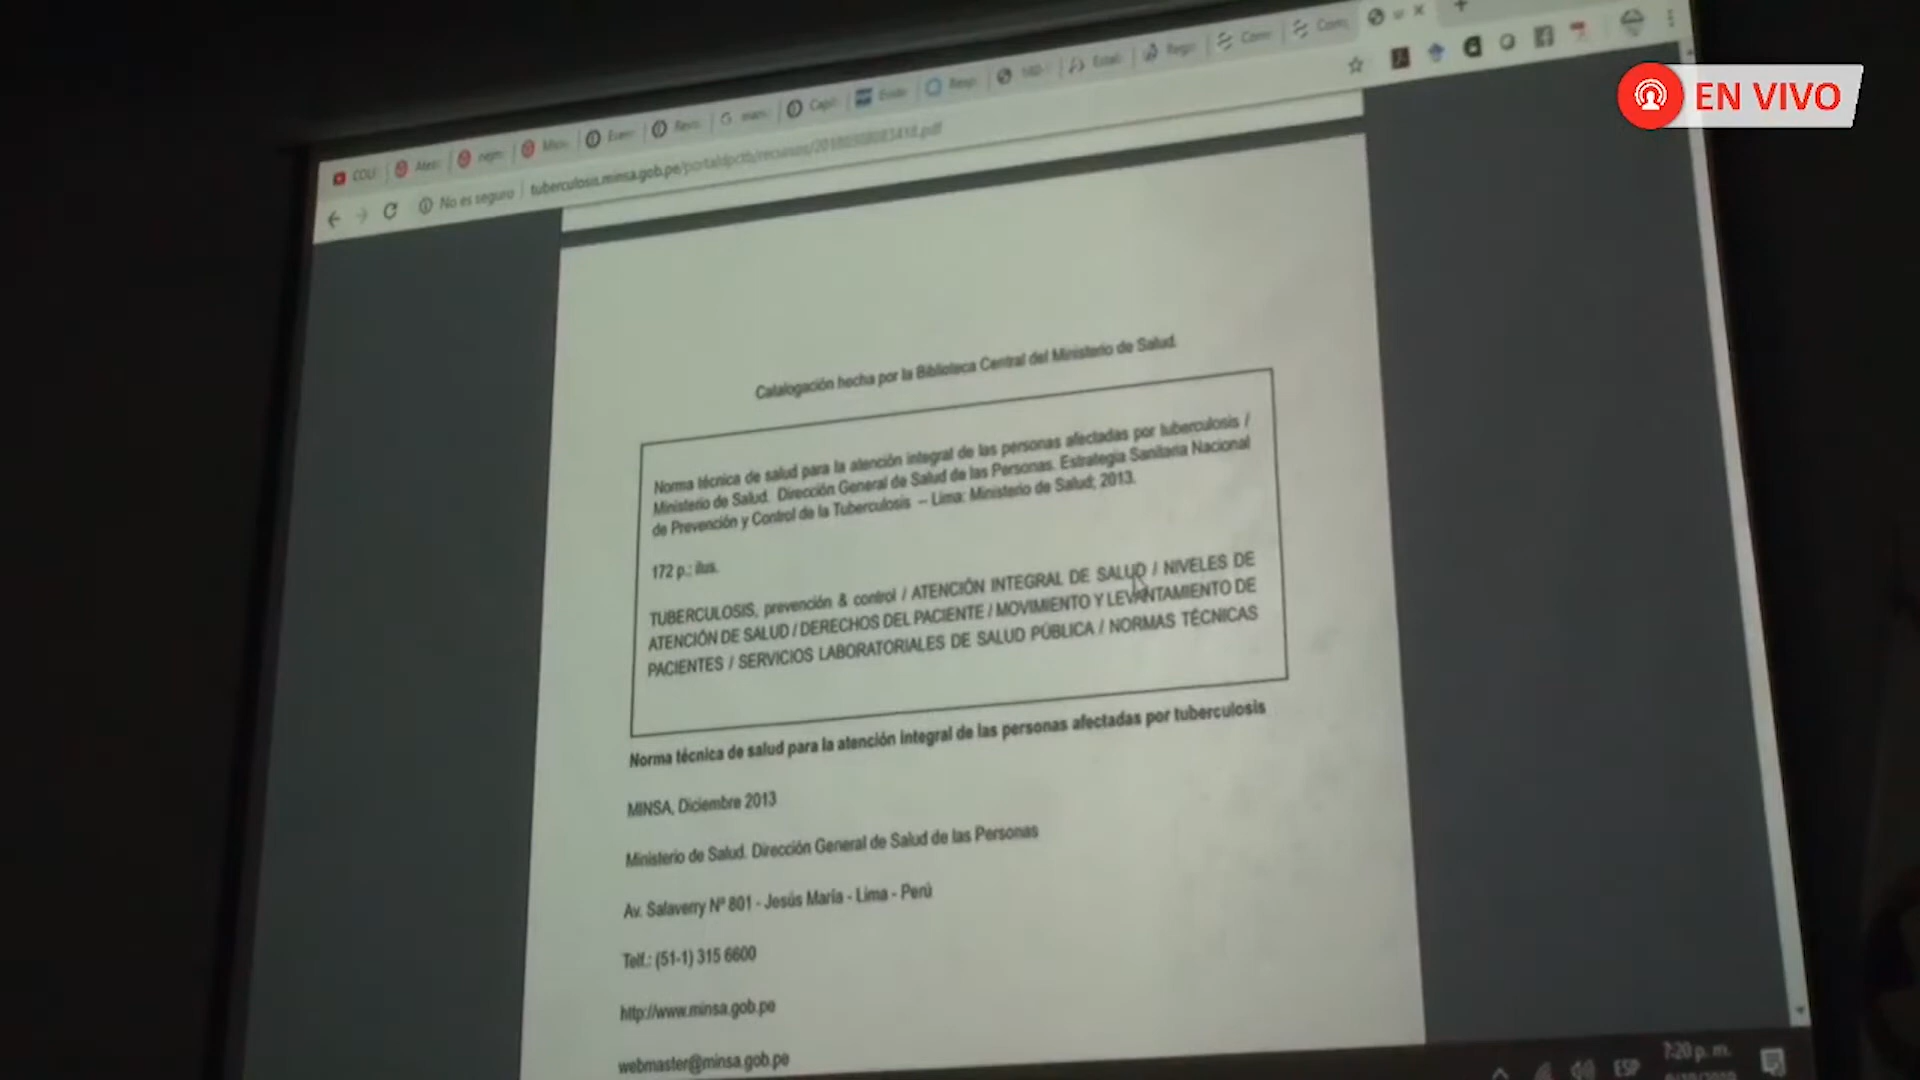 EN VIVO
No es seguro
tuberculosis.minsa.gob.pe/portaldpctb/recursos/20180308083418.pdf
Catalogación hecha por la Biblioteca Central del Ministerio de Salud.
Norma técnica de salud para la atención integral de las personas afectadas por tuberculosis /
Ministerio de Salud. Dirección General de Salud de las Personas. Estrategia Sanitaria Nacional
de Prevención y Control de la Tuberculosis -- Lima: Ministerio de Salud; 2013.
172 p.: ilus.
TUBERCULOSIS, prevención & control / ATENCIÓN INTEGRAL DE SALUD / NIVELES DE
ATENCIÓN DE SALUD / DERECHOS DEL PACIENTE / MOVIMIENTO Y LEVANTAMIENTO DE
PACIENTES / SERVICIOS LABORATORIALES DE SALUD PÚBLICA / NORMAS TÉCNICAS
Norma técnica de salud para la atención integral de las personas afectadas por tuberculosis
MINSA, Diciembre 2013
Ministerio de Salud. Dirección General de Salud de las Personas
Av. Salaverry Nº 801 - Jesús María - Lima - Perú
Telf.: (51-1) 315 6600
http://www.minsa.gob.pe
webmaster@minsa.gob.pe
ESP
7:20 p. m.